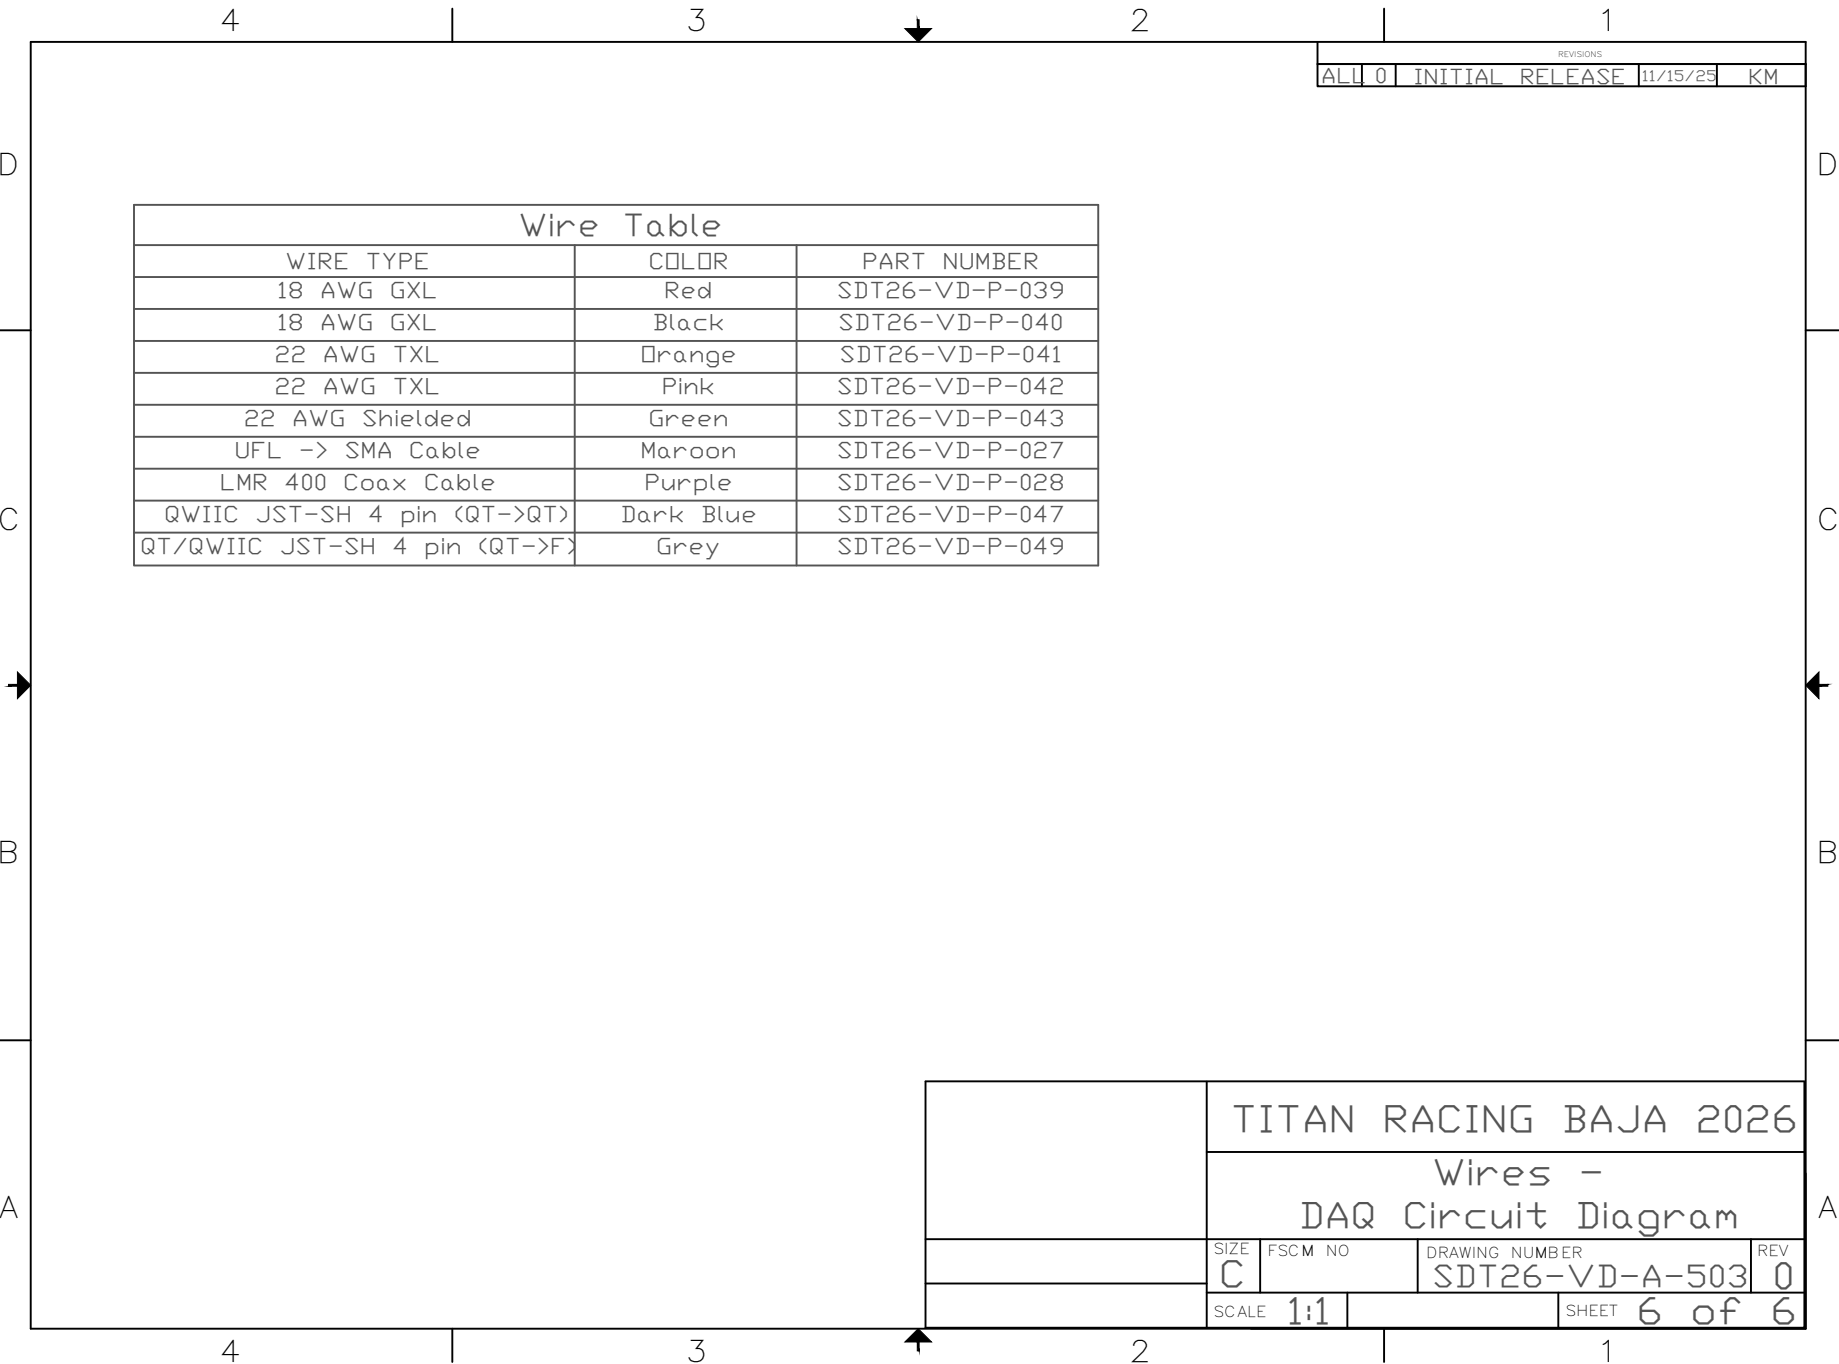 4 3 2 1
REVISIONS
ALL 0 INITIAL RELEASE 11/15/25 KM
D D
Wire Table
WIRE TYPE COLOR PART NUMBER
18 AWG GXL Red SDT26-VD-P-039
18 AWG GXL Black SDT26-VD-P-040
22 AWG TXL Orange SDT26-VD-P-041
22 AWG TXL Pink SDT26-VD-P-042
22 AWG Shielded Green SDT26-VD-P-043
UFL -> SMA Cable Maroon SDT26-VD-P-027
LMR 400 Coax Cable Purple SDT26-VD-P-028
QWIIC JST-SH 4 pin (QT->QT) Dark Blue SDT26-VD-P-047
QT/QWIIC JST-SH 4 pin (QT->F) Grey SDT26-VD-P-049
C C
B B
TITAN RACING BAJA 2026
Wires -
DAQ Circuit Diagram
A A
SIZE FSCM NO DRAWING NUMBER REV
C SDT26-VD-A-503 0
SCALE 1:1 SHEET 6 of 6
4 3 2 1